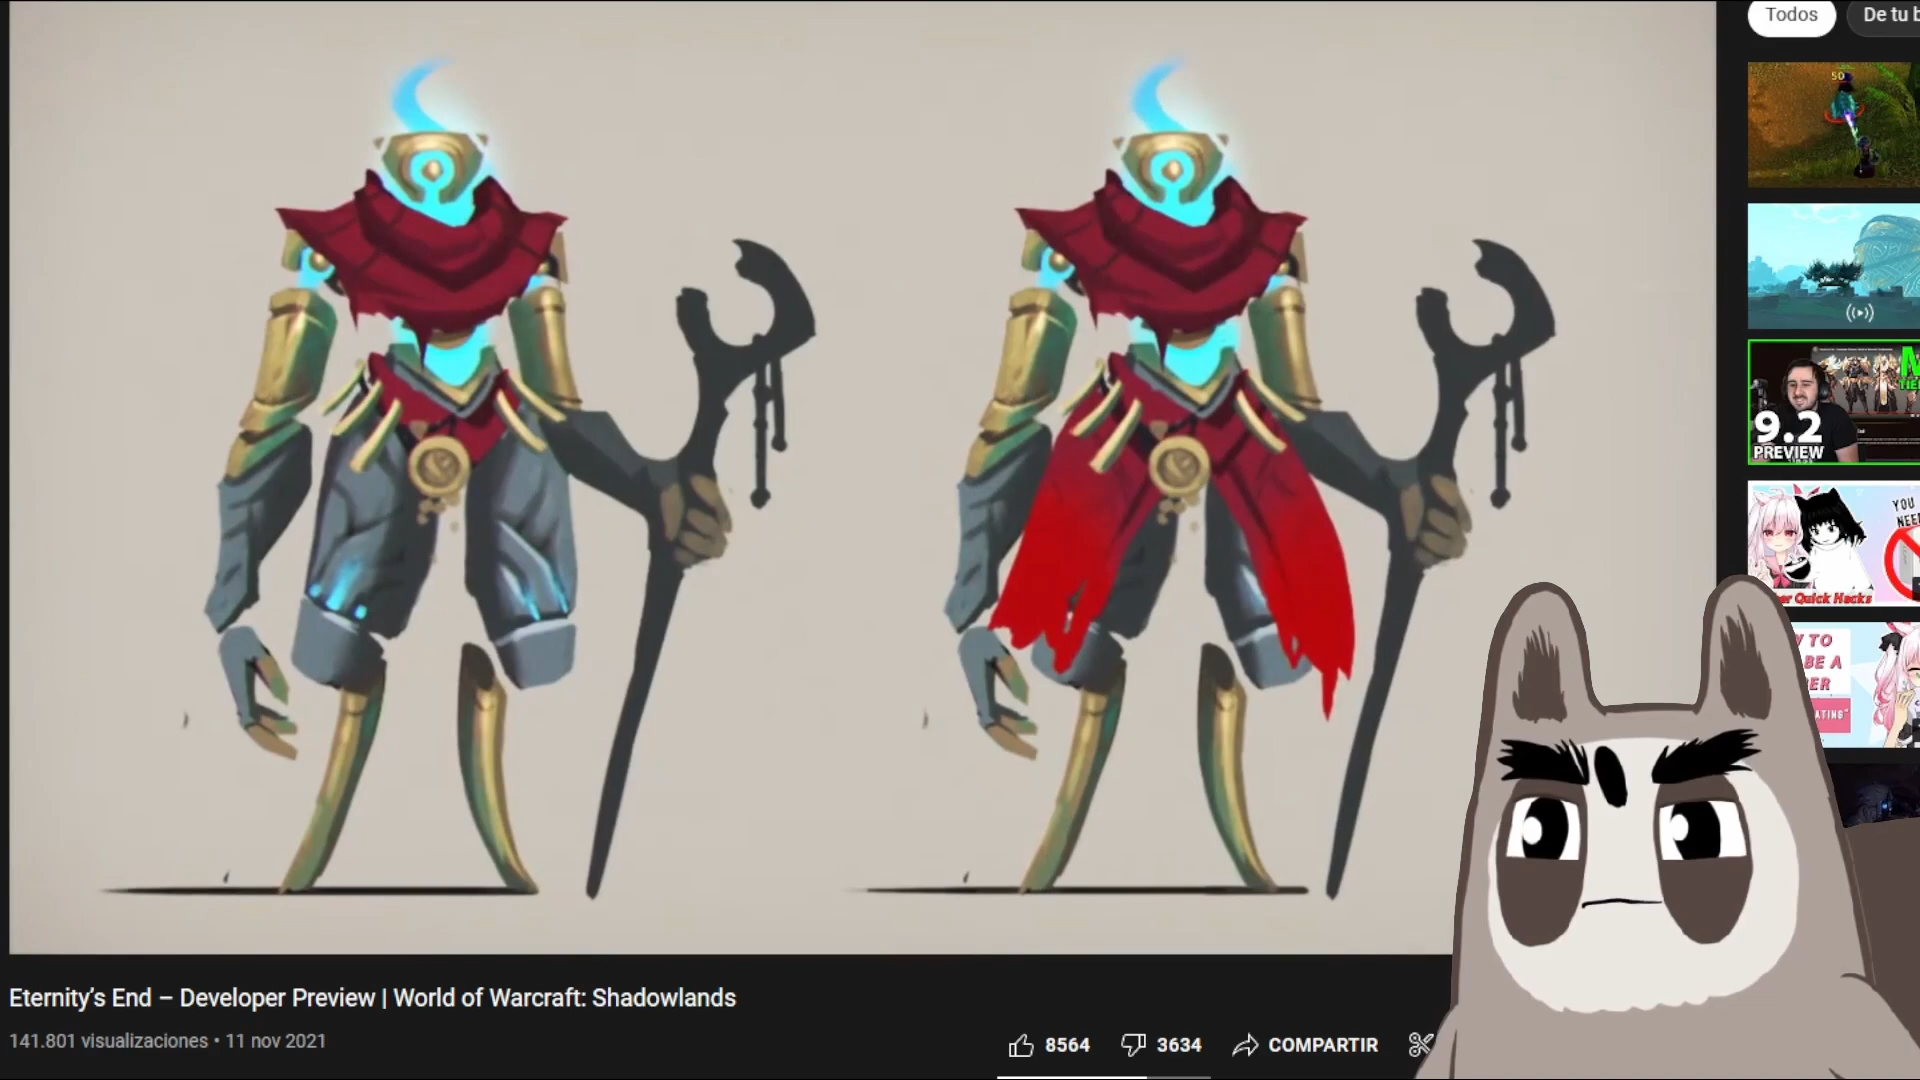 Todos
De tu b
50
9.2
PREVIEW
YOU
NEE
er Quick Hacks
Y TO
BE A
ER
ATING"
Eternity's End – Developer Preview | World of Warcraft: Shadowlands
141.801 visualizaciones • 11 nov 2021
8564
3634
COMPARTIR